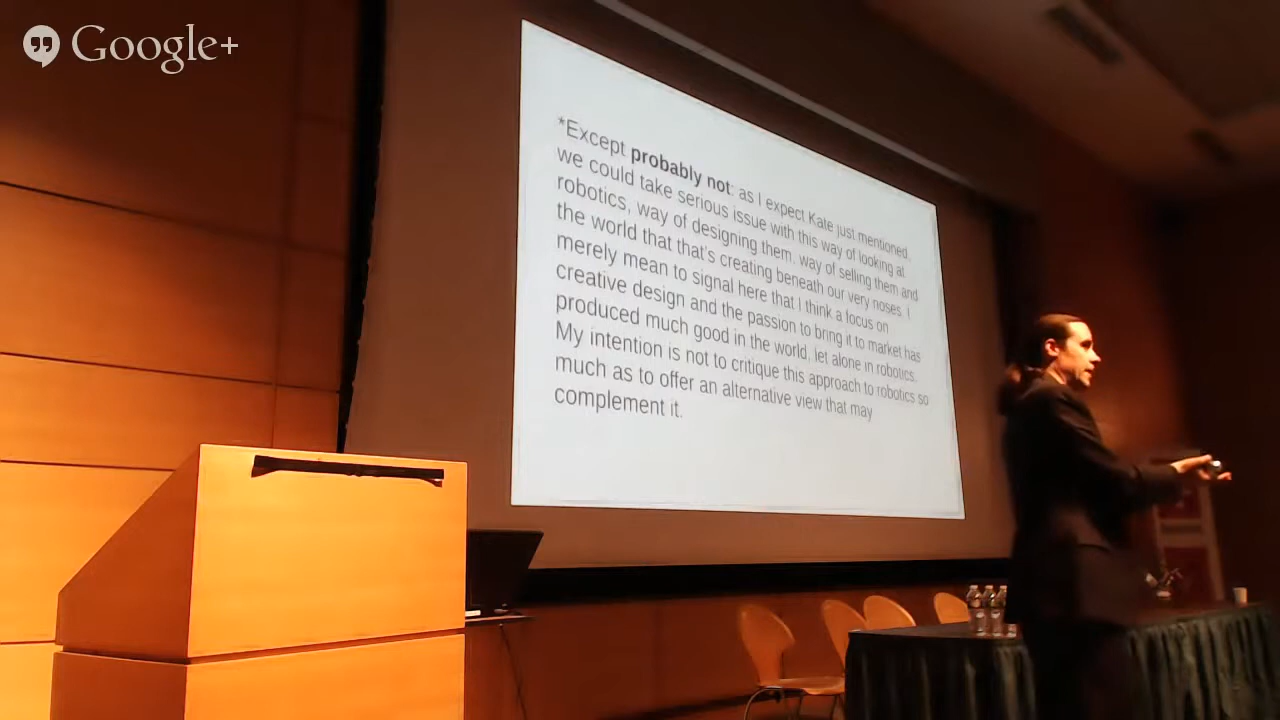 Google+
*Except probably not: as I expect Kate just mentioned,
we could take serious issue with this way of looking at
robotics, way of designing them, way of selling them and
the world that that's creating beneath our very noses. I
merely mean to signal here that I think a focus on
creative design and the passion to bring it to market has
produced much good in the world, let alone in robotics.
My intention is not to critique this approach to robotics so
much as to offer an alternative view that may
complement it.